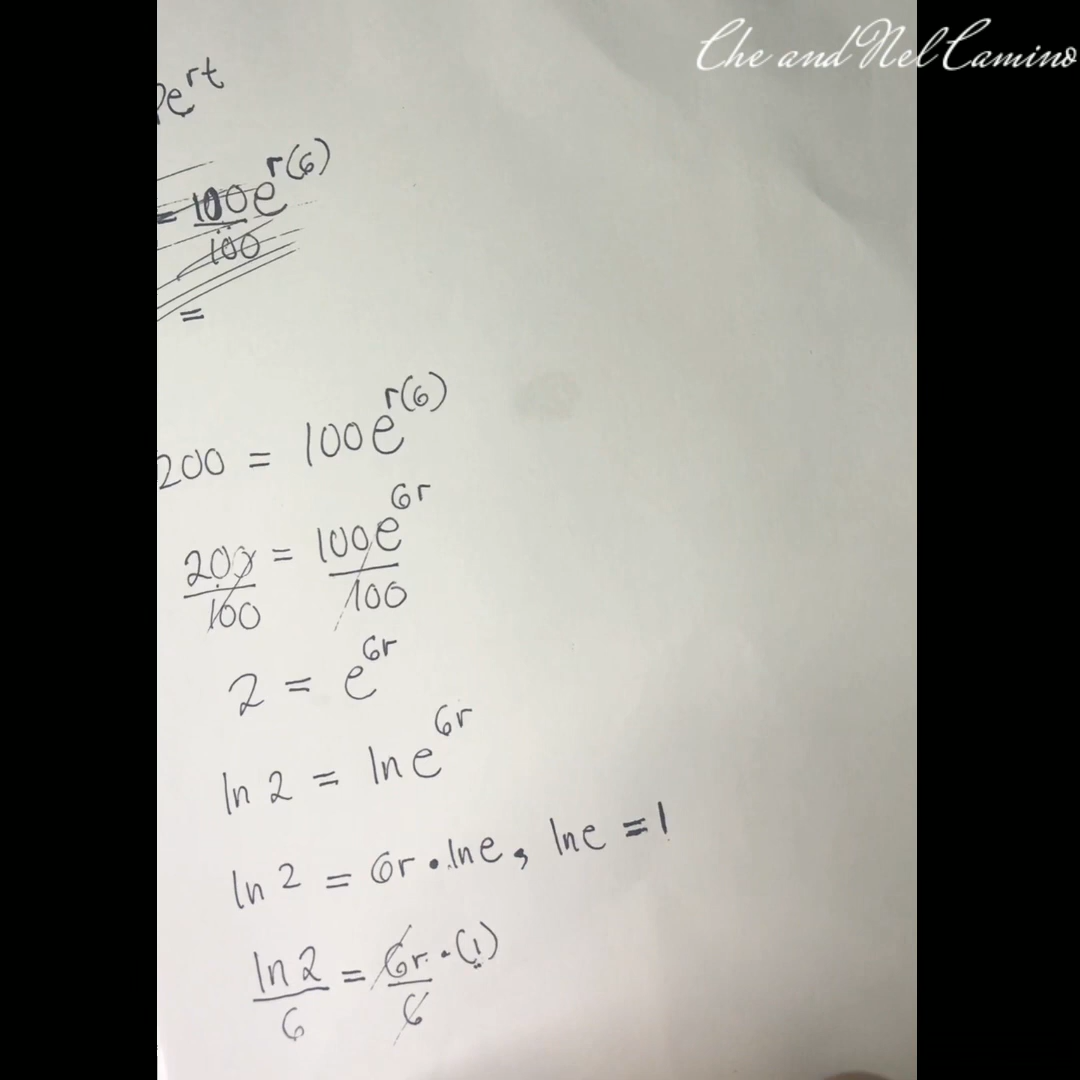 Che and Nel Camino
Pe^rt
= 100e^r(6)
100
=
200 = 100e^r(6)
200/100 = 100e^6r/100
2 = e^6r
ln 2 = ln e^6r
ln 2 = 6r • ln e, ln e = 1
ln 2/6 = 6r · (1)/6